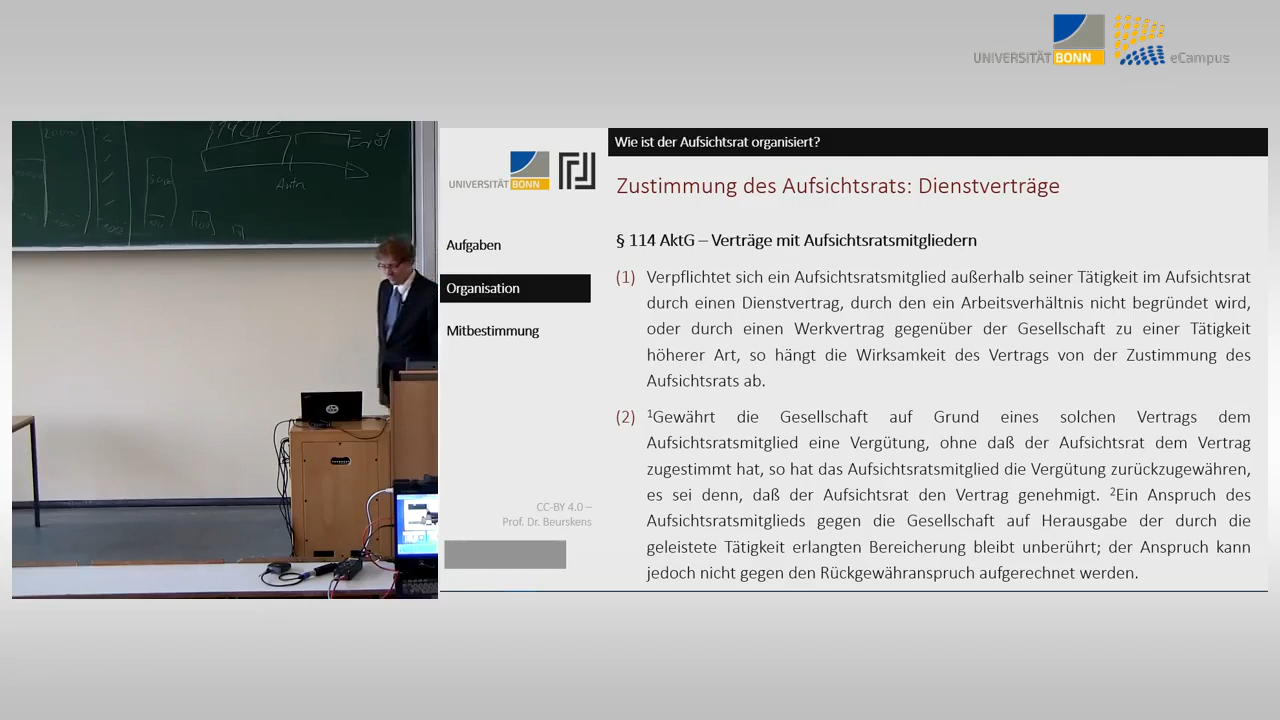 UNIVERSITÄT BONN
eCampus
Wie ist der Aufsichtsrat organisiert?
UNIVERSITÄT BONN
Zustimmung des Aufsichtsrats: Dienstverträge
Aufgaben
Organisation
Mitbestimmung
§ 114 AktG – Verträge mit Aufsichtsratsmitgliedern
(1) Verpflichtet sich ein Aufsichtsratsmitglied außerhalb seiner Tätigkeit im Aufsichtsrat
durch einen Dienstvertrag, durch den ein Arbeitsverhältnis nicht begründet wird,
oder durch einen Werkvertrag gegenüber der Gesellschaft zu einer Tätigkeit
höherer Art, so hängt die Wirksamkeit des Vertrags von der Zustimmung des
Aufsichtsrats ab.
(2) ¹Gewährt die Gesellschaft auf Grund eines solchen Vertrags dem
Aufsichtsratsmitglied eine Vergütung, ohne daß der Aufsichtsrat dem Vertrag
zugestimmt hat, so hat das Aufsichtsratsmitglied die Vergütung zurückzugewähren,
es sei denn, daß der Aufsichtsrat den Vertrag genehmigt. ²Ein Anspruch des
Aufsichtsratsmitglieds gegen die Gesellschaft auf Herausgabe der durch die
geleistete Tätigkeit erlangten Bereicherung bleibt unberührt; der Anspruch kann
jedoch nicht gegen den Rückgewähranspruch aufgerechnet werden.
CC-BY 4.0 –
Prof. Dr. Beurskens